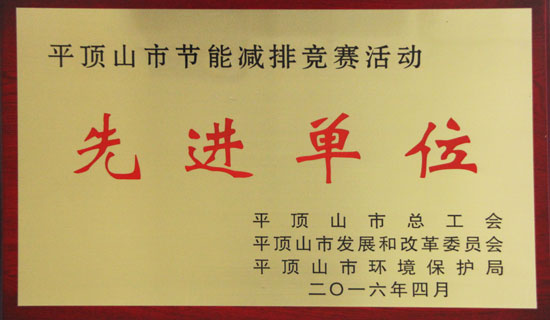 平顶山市节能减排竞赛活动
先进单位
平顶山市总工会
平顶山市发展和改革委员会
平顶山市环境保护局
二〇一六年四月